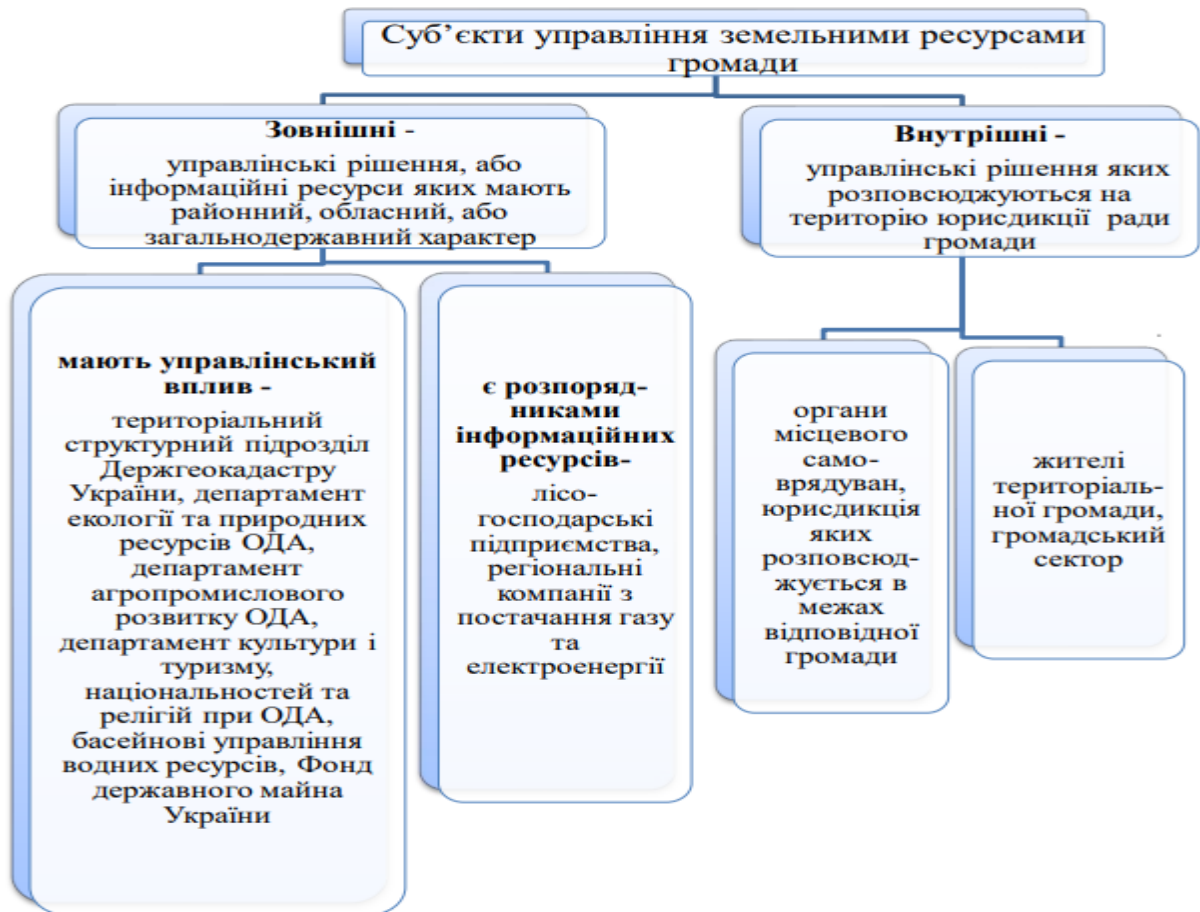 Суб’єкти управління земельними ресурсами
громади
Зовнішні -
управлінські рішення, або
інформаційні ресурси яких мають
районний, обласний, або
загальнодержавний характер
Внутрішні -
управлінські рішення яких
розповсюджуються на
територію юрисдикції ради
громади
мають управлінський
вплив -
територіальний
структурний підрозділ
Держгеокадастру
України, департамент
екології та природних
ресурсів ОДА,
департамент
агропромислового
розвитку ОДА,
департамент культури і
туризму,
національностей та
релігій при ОДА,
басейнові управління
водних ресурсів, Фонд
державного майна
України
є розпоряд-
никами
інформаційних
ресурсів-
лісо-
господарські
підприємства,
регіональні
компанії з
постачання газу
та
електроенергії
органи
місцевого
само-
врядуван,
юрисдикція
яких
розповсюд-
жується в
межах
відповідної
громади
жителі
територіаль-
ної громади,
громадський
сектор